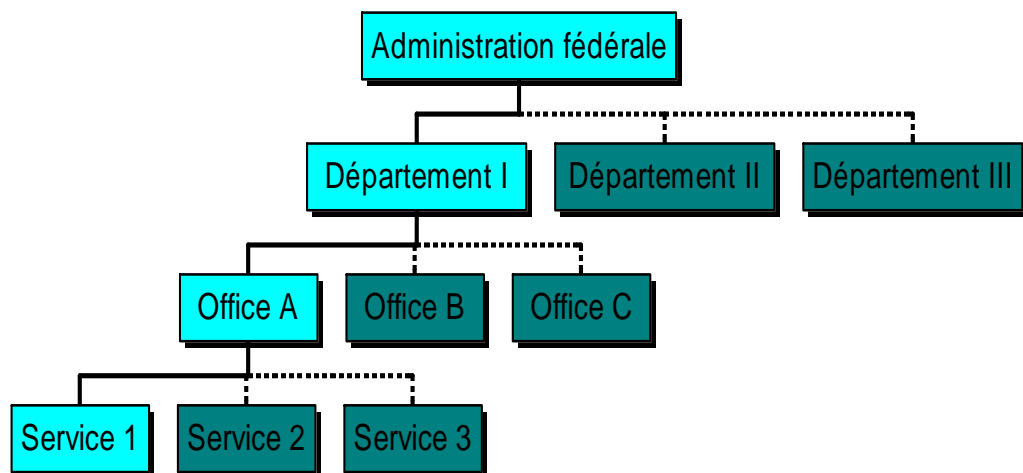 Administration fédérale
Département I
Département II
Département III
Office A
Office B
Office C
Service 1
Service 2
Service 3